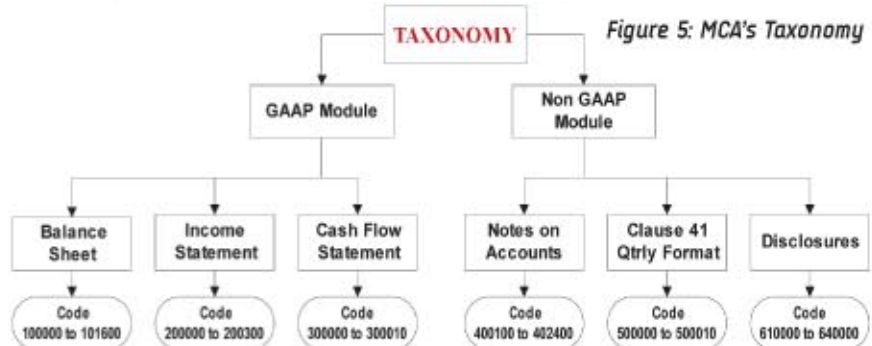 TAXONOMY
Figure 5: MCA's Taxonomy
GAAP Module
Non GAAP
Module
Balance
Sheet
Income
Statement
Cash Flow
Statement
Notes on
Accounts
Clause 41
Qtrly Format
Disclosures
Code
100000 to 101600
Code
200000 to 200300
Code
300000 to 300010
Code
400100 to 402400
Code
500000 to 500010
Code
610000 to 640000